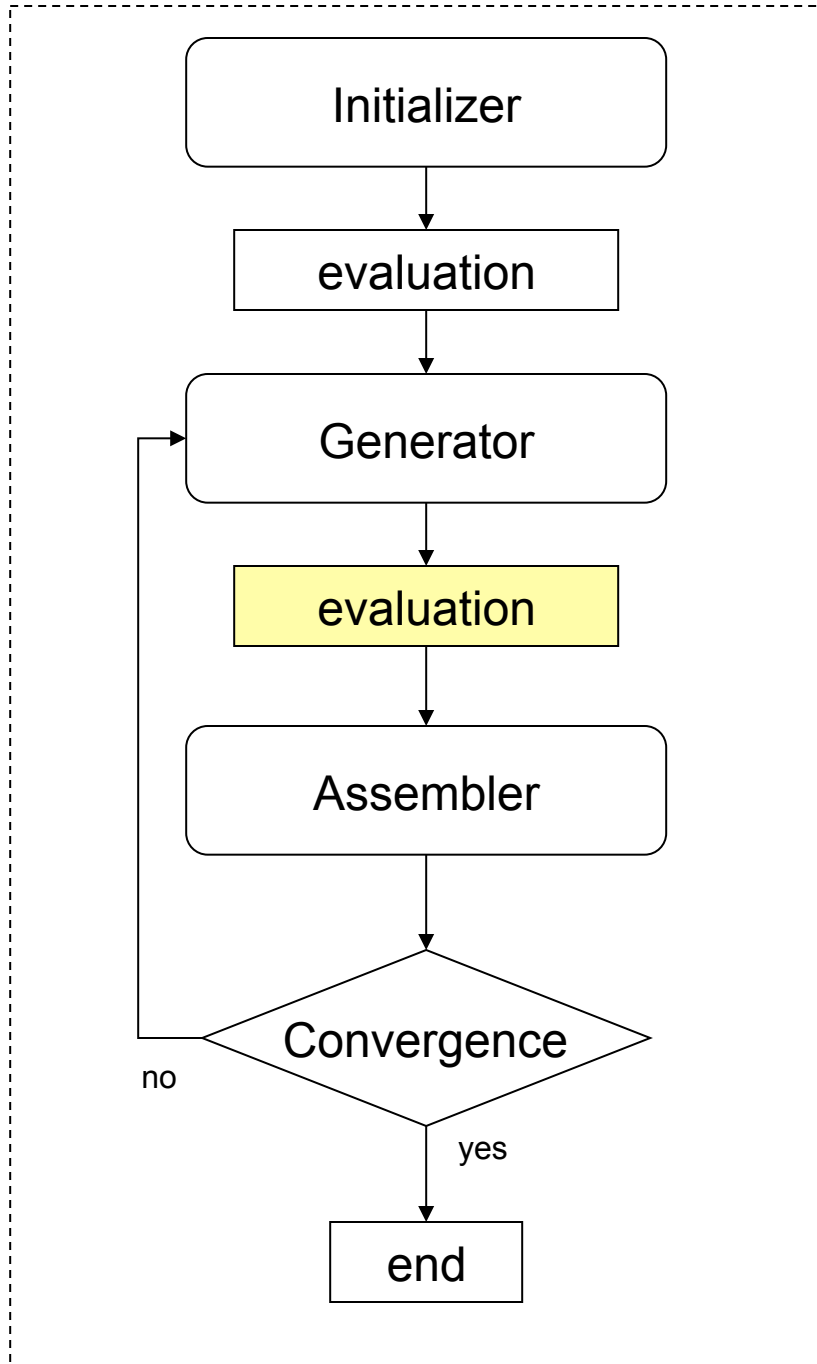 Initializer
evaluation
Generator
evaluation
Assembler
Convergence
no
yes
end